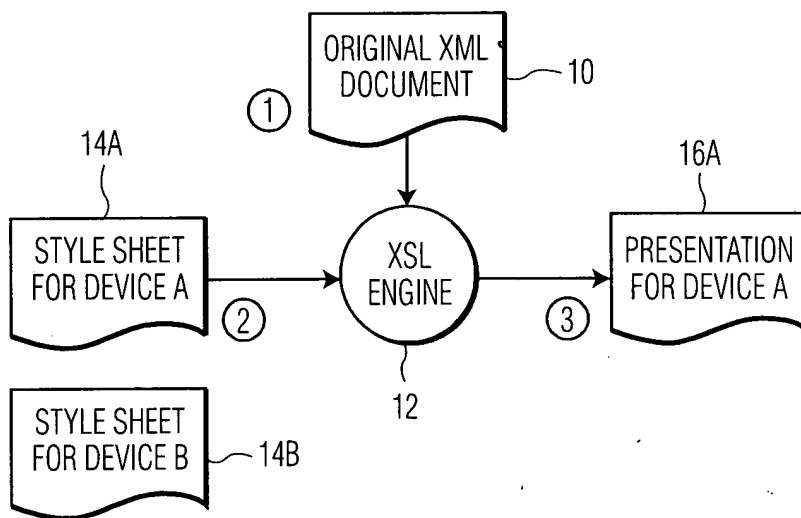 ORIGINAL XML
DOCUMENT
10
1
14A
STYLE SHEET
FOR DEVICE A
2
XSL
ENGINE
12
3
16A
PRESENTATION
FOR DEVICE A
STYLE SHEET
FOR DEVICE B
14B